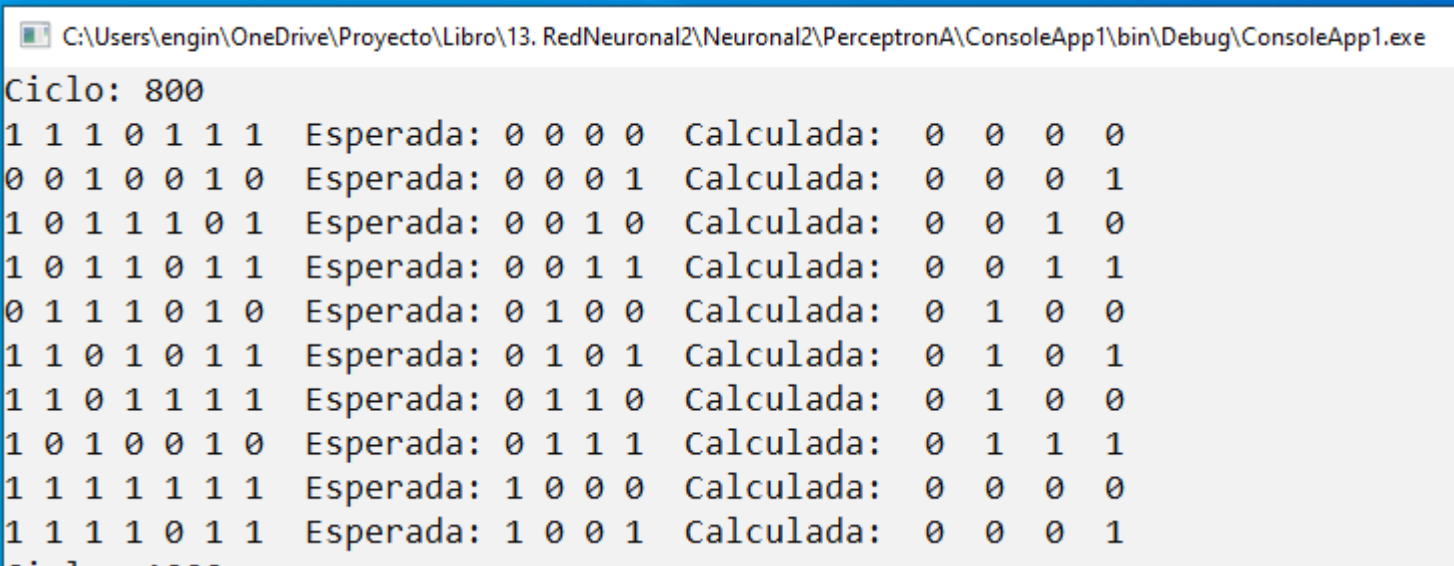 C:\Users\engin\OneDrive\Proyecto\Libro\13. RedNeuronal2\Neuronal2\PerceptronA\ConsoleApp1\bin\Debug\ConsoleApp1.exe
Ciclo: 800
1 1 1 0 1 1 1  Esperada: 0 0 0 0  Calculada:  0  0  0  0
0 0 1 0 0 1 0  Esperada: 0 0 0 1  Calculada:  0  0  0  1
1 0 1 1 1 0 1  Esperada: 0 0 1 0  Calculada:  0  0  1  0
1 0 1 1 0 1 1  Esperada: 0 0 1 1  Calculada:  0  0  1  1
0 1 1 1 0 1 0  Esperada: 0 1 0 0  Calculada:  0  1  0  0
1 1 0 1 0 1 1  Esperada: 0 1 0 1  Calculada:  0  1  0  1
1 1 0 1 1 1 1  Esperada: 0 1 1 0  Calculada:  0  1  0  0
1 0 1 0 0 1 0  Esperada: 0 1 1 1  Calculada:  0  1  1  1
1 1 1 1 1 1 1  Esperada: 1 0 0 0  Calculada:  0  0  0  0
1 1 1 1 0 1 1  Esperada: 1 0 0 1  Calculada:  0  0  0  1